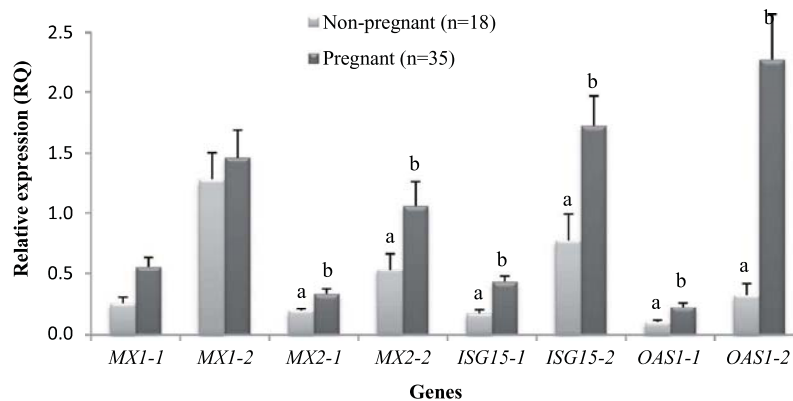 Non-pregnant (n=18)
Pregnant (n=35)
Relative expression (RQ)
2.5
2.0
1.5
1.0
0.5
0.0
a
b
a
b
a
b
a
b
a
b
a
b
MX1-1 MX1-2 MX2-1 MX2-2 ISG15-1 ISG15-2 OAS1-1 OAS1-2
Genes